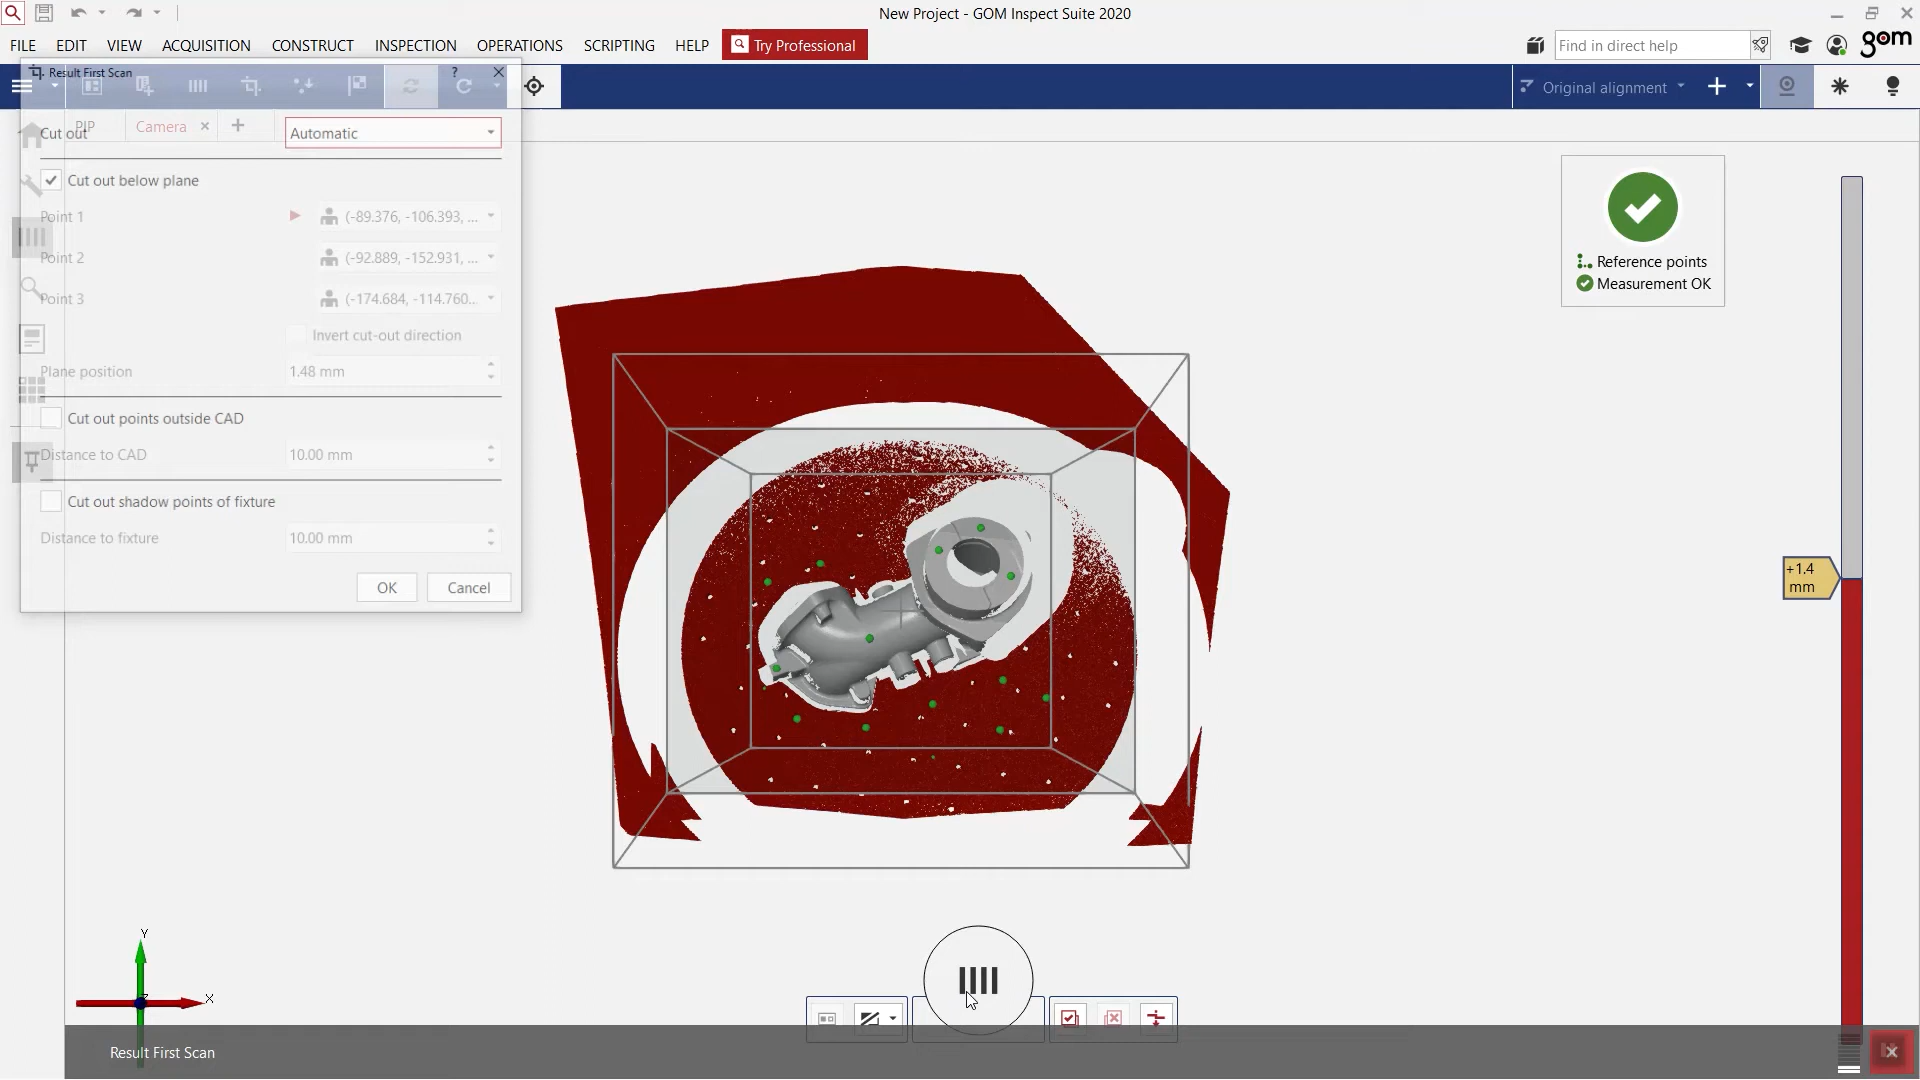 New Project - GOM Inspect Suite 2020
FILE EDIT VIEW ACQUISITION CONSTRUCT INSPECTION OPERATIONS SCRIPTING HELP Try Professional
Find in direct help
gom
Result First Scan
?
Original alignment
PIP
Camera
Cut out
Automatic
Cut out below plane
Point 1
(-89.376, -106.393, ...
Point 2
(-92.889, -152.931, ...
Point 3
(-174.684, -114.760...
Invert cut-out direction
Plane position
1.48 mm
Cut out points outside CAD
Distance to CAD
10.00 mm
Cut out shadow points of fixture
Distance to fixture
10.00 mm
OK
Cancel
Reference points
Measurement OK
+1.4
mm
Y
X
Z
Result First Scan